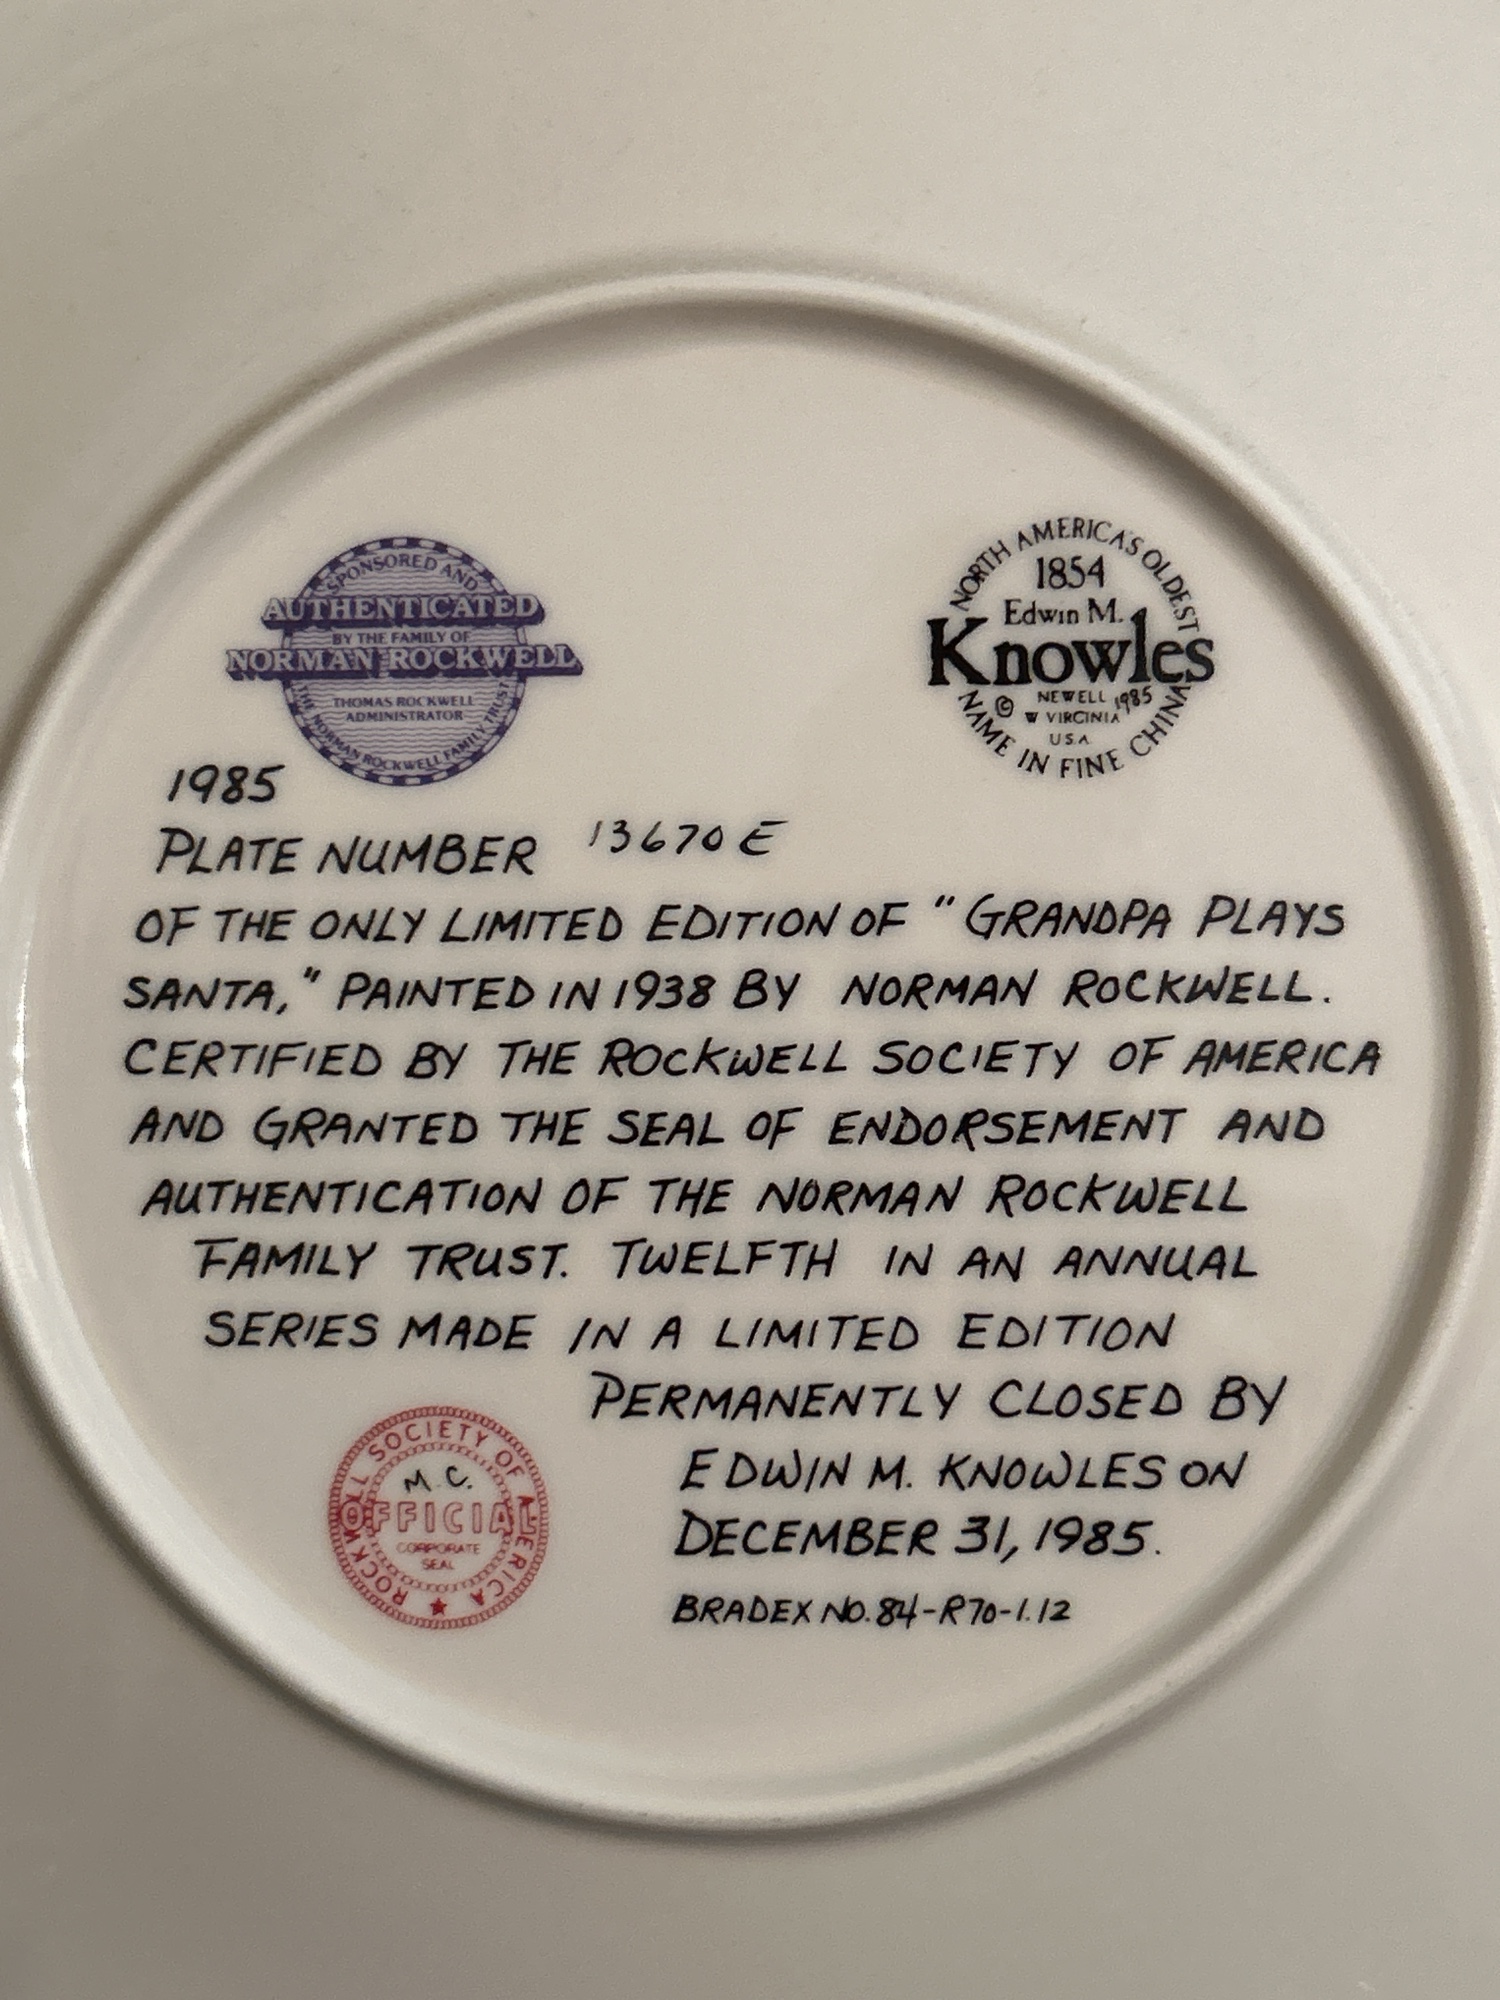 SPONSORED AND
AUTHENTICATED
BY THE FAMILY OF
NORMAN ROCKWELL
THOMAS ROCKWELL
ADMINISTRATOR
THE NORMAN ROCKWELL FAMILY TRUST
NORTH AMERICA'S OLDEST
1854
Edwin M.
Knowles
© NEWELL 1985
W VIRGINIA
U.S.A
NAME IN FINE CHINA
1985
PLATE NUMBER 13670 E
OF THE ONLY LIMITED EDITION OF "GRANDPA PLAYS
SANTA," PAINTED IN 1938 BY NORMAN ROCKWELL.
CERTIFIED BY THE ROCKWELL SOCIETY OF AMERICA
AND GRANTED THE SEAL OF ENDORSEMENT AND
AUTHENTICATION OF THE NORMAN ROCKWELL
FAMILY TRUST. TWELFTH IN AN ANNUAL
SERIES MADE IN A LIMITED EDITION
PERMANENTLY CLOSED BY
EDWIN M. KNOWLES ON
DECEMBER 31, 1985.
BRADEX NO. 84-R70-1.12
ROCKWELL SOCIETY OF AMERICA
M.C.
OFFICIAL
CORPORATE
SEAL